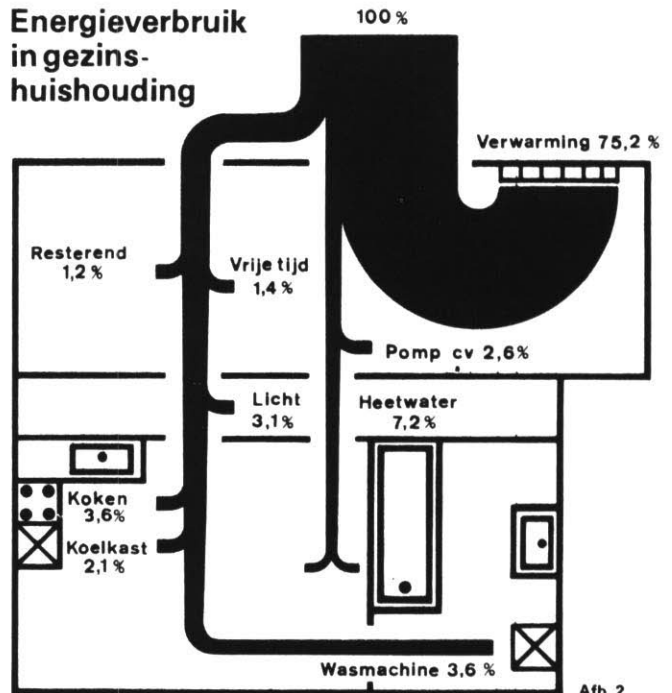 Energieverbruik
in gezins-
huishouding
100 %
Verwarming 75,2 %
Resterend
1,2 %
Vrije tijd
1,4 %
Pomp cv 2,6%
Licht
3,1 %
Heetwater
7,2 %
Koken
3,6%
Koelkast
2,1 %
Wasmachine 3,6 %
Afb. 2